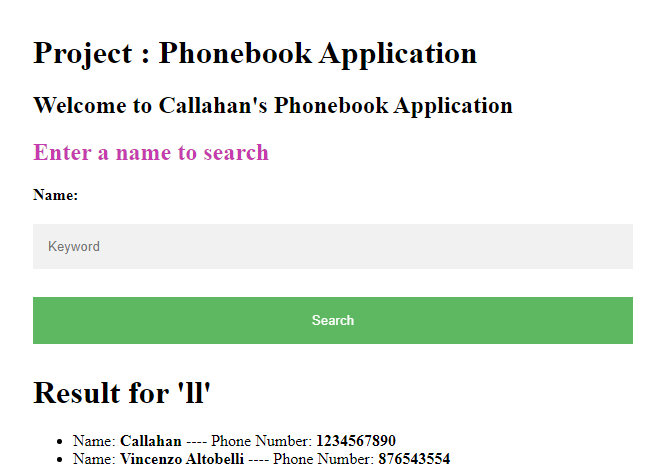 Project : Phonebook Application
Welcome to Callahan's Phonebook Application
Enter a name to search
Name:
Keyword
Search
Result for 'll'
• Name: Callahan ---- Phone Number: 1234567890
• Name: Vincenzo Altobelli ---- Phone Number: 876543554